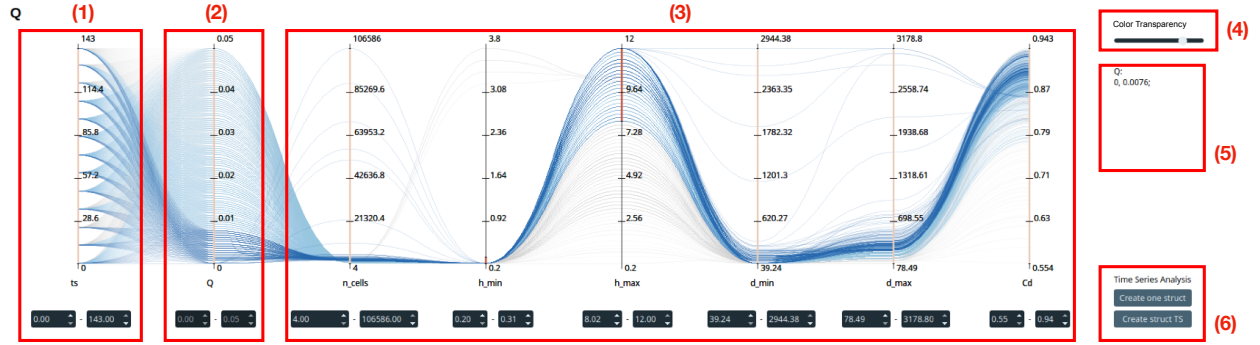 Q
(1) (2) (3)
143 0.05 106586 3.8 12 2944.38 3178.8 0.943
Color Transparency
(4)
114.4 0.04 85269.6 3.08 9.64 2363.35 2558.74 0.87
Q:
0, 0.0076;
85.8 0.03 63953.2 2.36 7.28 1782.32 1938.68 0.79
(5)
57.2 0.02 42636.8 1.64 4.92 1201.3 1318.61 0.71
28.6 0.01 21320.4 0.92 2.56 620.27 698.55 0.63
0 0 4 0.2 0.2 39.24 78.49 0.554
ts Q n_cells h_min h_max d_min d_max Cd
Time Series Analysis
Create one struct
0.00 - 143.00 0.00 - 0.05 4.00 - 106586.00 0.20 - 0.31 8.02 - 12.00 39.24 - 2944.38 78.49 - 3178.80 0.55 - 0.94
Create struct TS
(6)